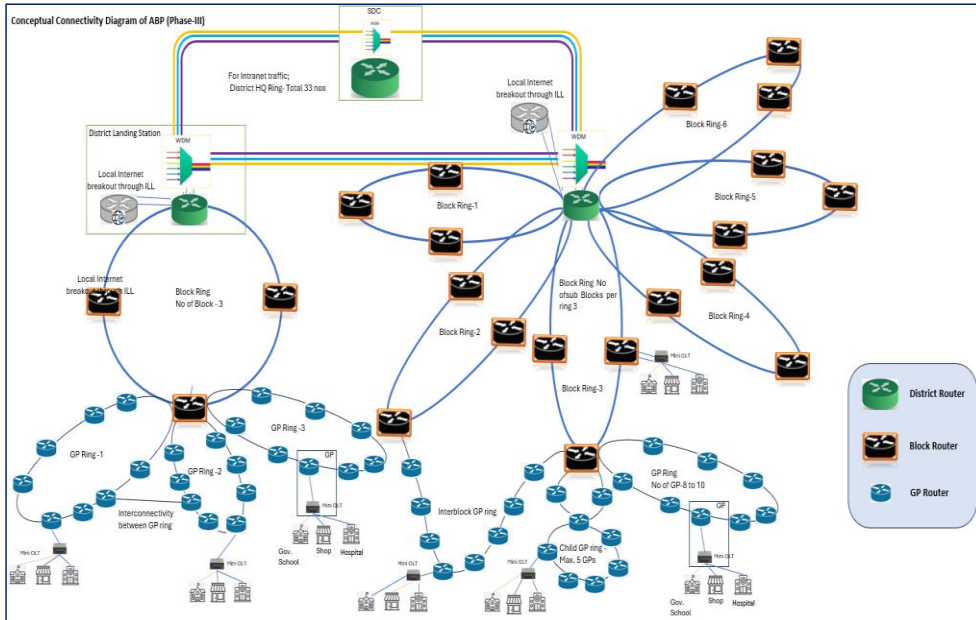 Conceptual Connectivity Diagram of ABP (Phase-III)
SDC
WDM
For Intranet traffic;
District HQ Ring- Total 33 nos
Local Internet
breakout through ILL
District Landing Station
WDM
Local Internet
breakout through ILL
WDM
Block Ring-6
Block Ring-1
Block Ring-5
Local Internet
breakout through ILL
Block Ring
No of Block - 3
Block Ring No
ofsub Blocks per
ring 3
Block Ring-2
Block Ring-4
Block Ring-3
Mini OLT
District Router
Block Router
GP Router
GP Ring -1
GP Ring -2
GP Ring -3
GP
Mini OLT
Gov.
School
Shop
Hospital
Interconnectivity
between GP ring
Mini OLT
Mini OLT
Interblock GP ring
Mini OLT
Child GP ring -
Max. 5 GPs
Mini OLT
GP Ring
No of GP-8 to 10
GP
Mini OLT
Gov.
School
Shop
Hospital